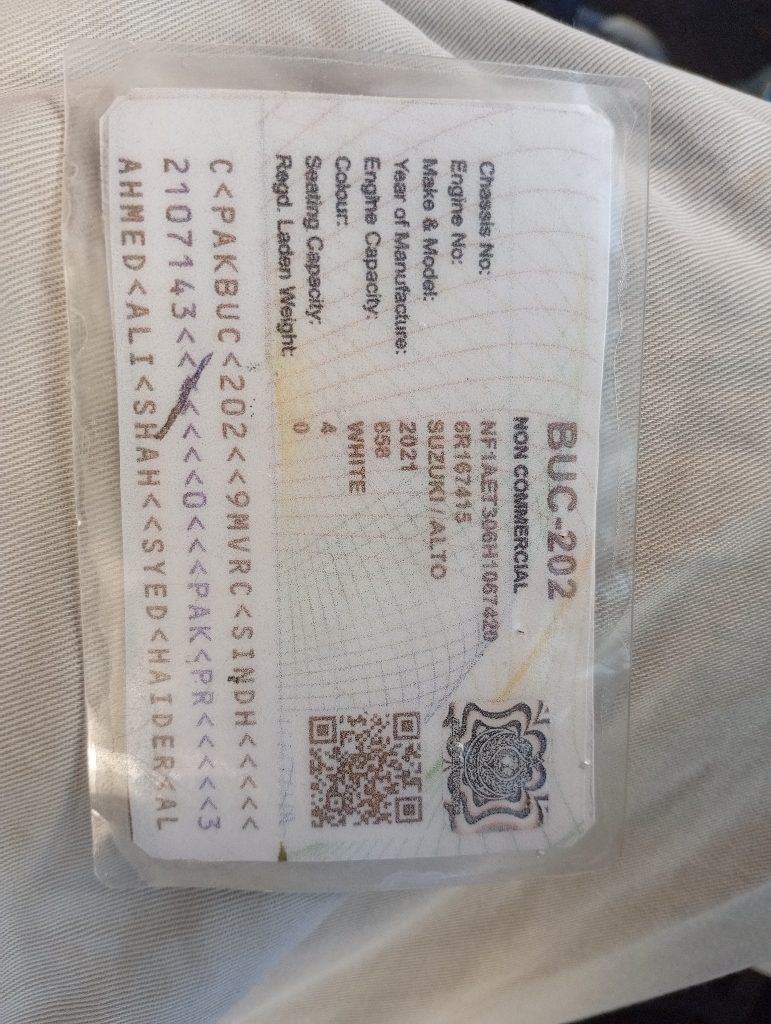 BUC-202
NON COMMERCIAL
Chassis No: NF1AET306H1067420
Engine No: 6R167415
Make & Model: SUZUKI / ALTO
Year of Manufacture: 2021
Engine Capacity: 658
Colour: WHITE
Seating Capacity: 4
Regd. Laden Weight: 0
C<PAKBUC<202<<9MVRC<SINDH<<<<<
2107143<<<<<<<0<<<PAK<PR<<<<<3
AHMED<ALI<SHAH<<SYED<HAIDER<AL